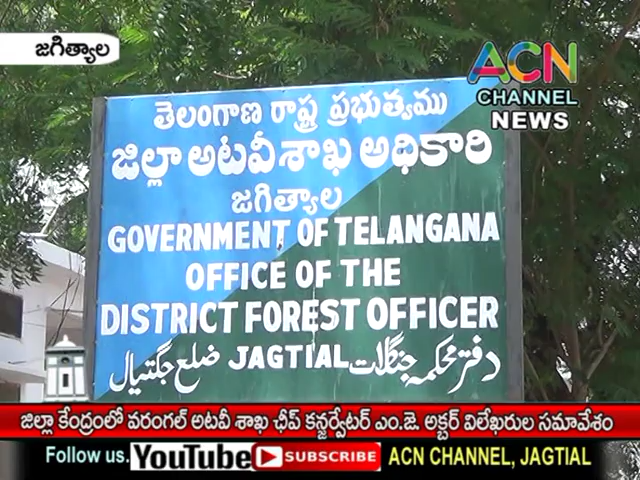 జగిత్యాల
ACN
CHANNEL
NEWS
తెలంగాణ రాష్ట్ర ప్రభుత్వము
జిల్లా అటవీశాఖ అధికారి
జగిత్యాల
GOVERNMENT OF TELANGANA
OFFICE OF THE
DISTRICT FOREST OFFICER
ضلع جگتیال JAGTIAL دفتر محکمہ جنگلات
జిల్లా కేంద్రంలో వరంగల్ అటవీ శాఖ ఛీఫ్ కన్జర్వేటర్ ఎం.జె. అక్బర్ విలేఖరుల సమావేశం
Follow us. YouTube SUBSCRIBE ACN CHANNEL, JAGTIAL